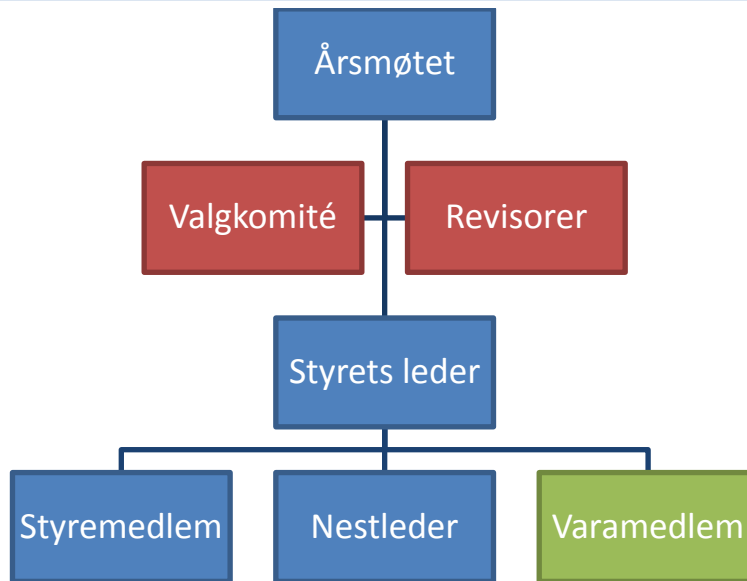 Årsmøtet
Valgkomité
Revisorer
Styrets leder
Styremedlem
Nestleder
Varamedlem